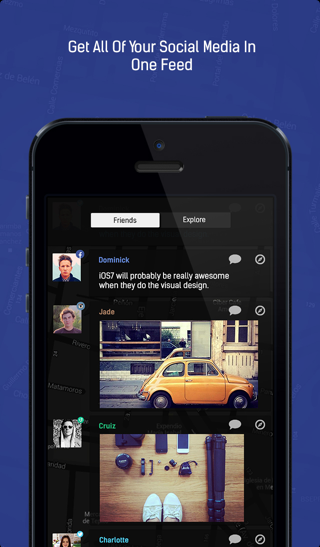 Get All Of Your Social Media In
One Feed
Friends
Explore
Dominick
iOS7 will probably be really awesome
when they do the visual design.
Jade
Matamoros
Cruiz
Charlotte